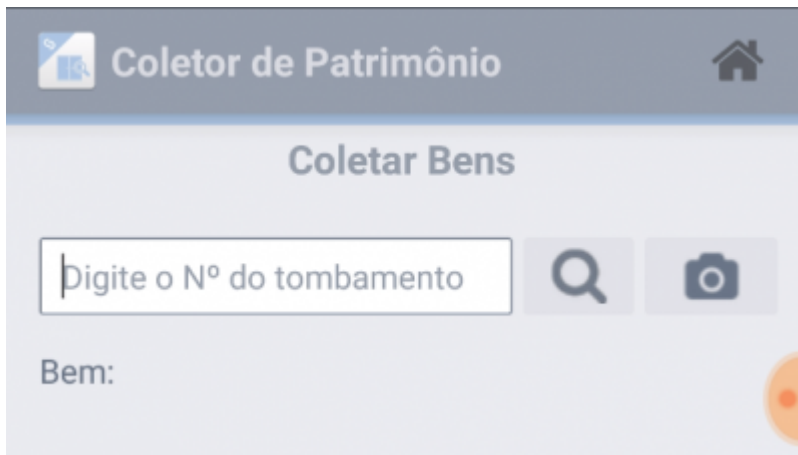 Coletor de Patrimônio
Coletar Bens
Digite o Nº do tombamento
Bem: